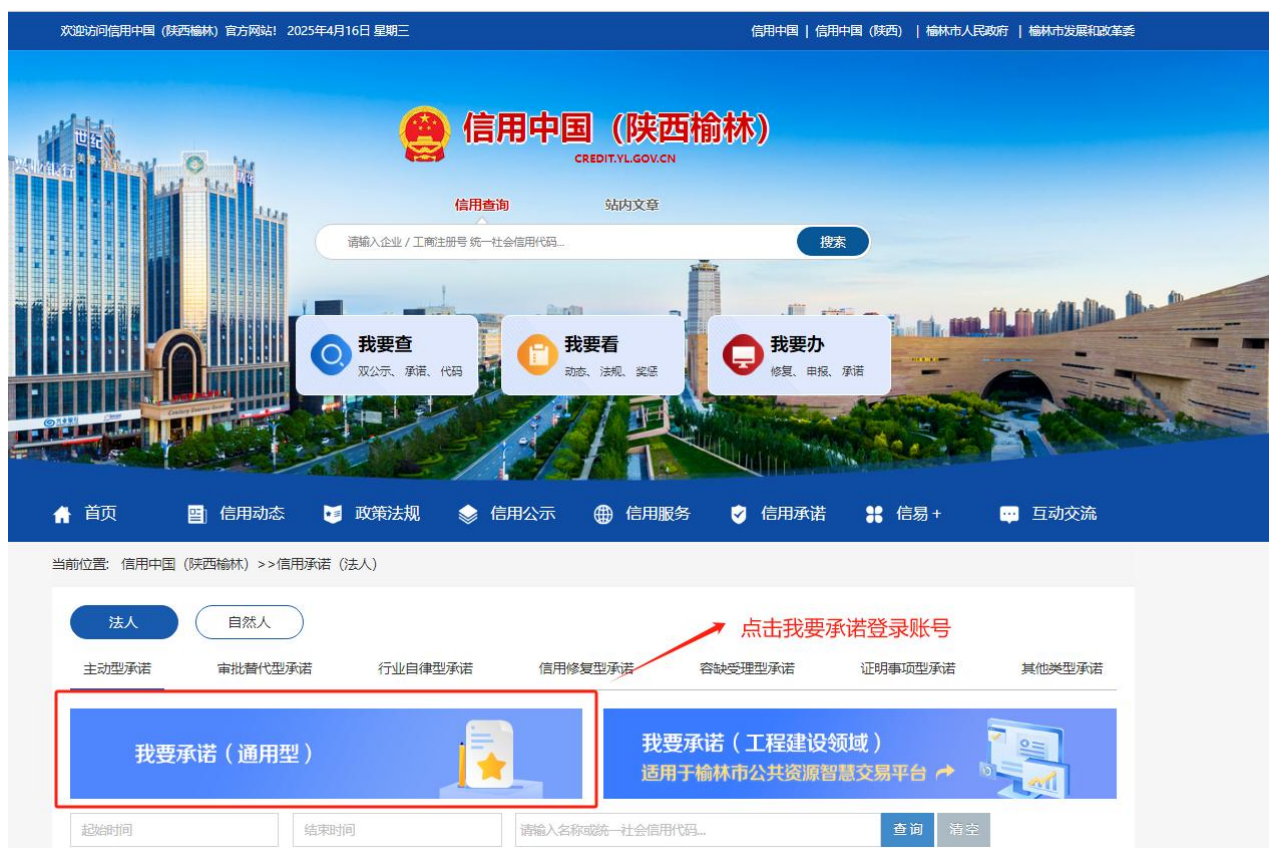 欢迎访问信用中国（陕西榆林）官方网站! 2025年4月16日 星期三
信用中国 | 信用中国（陕西） | 榆林市人民政府 | 榆林市发展和改革委
信用中国（陕西榆林）
CREDIT.YL.GOV.CN
信用查询 站内文章
请输入企业 / 工商注册号 统一社会信用代码... 搜索
世纪
兴业银行
我要查 我要看 我要办
双公示、承诺、代码 动态、法规、奖惩 修复、申报、承诺
首页 信用动态 政策法规 信用公示 信用服务 信用承诺 信易+ 互动交流
当前位置: 信用中国（陕西榆林）>>信用承诺（法人）
法人 自然人
点击我要承诺登录账号
主动型承诺 审批替代型承诺 行业自律型承诺 信用修复型承诺 容缺受理型承诺 证明事项型承诺 其他类型承诺
我要承诺（通用型）
我要承诺（工程建设领域）
适用于榆林市公共资源智慧交易平台
起始时间 结束时间 请输入名称或统一社会信用代码... 查询 清空